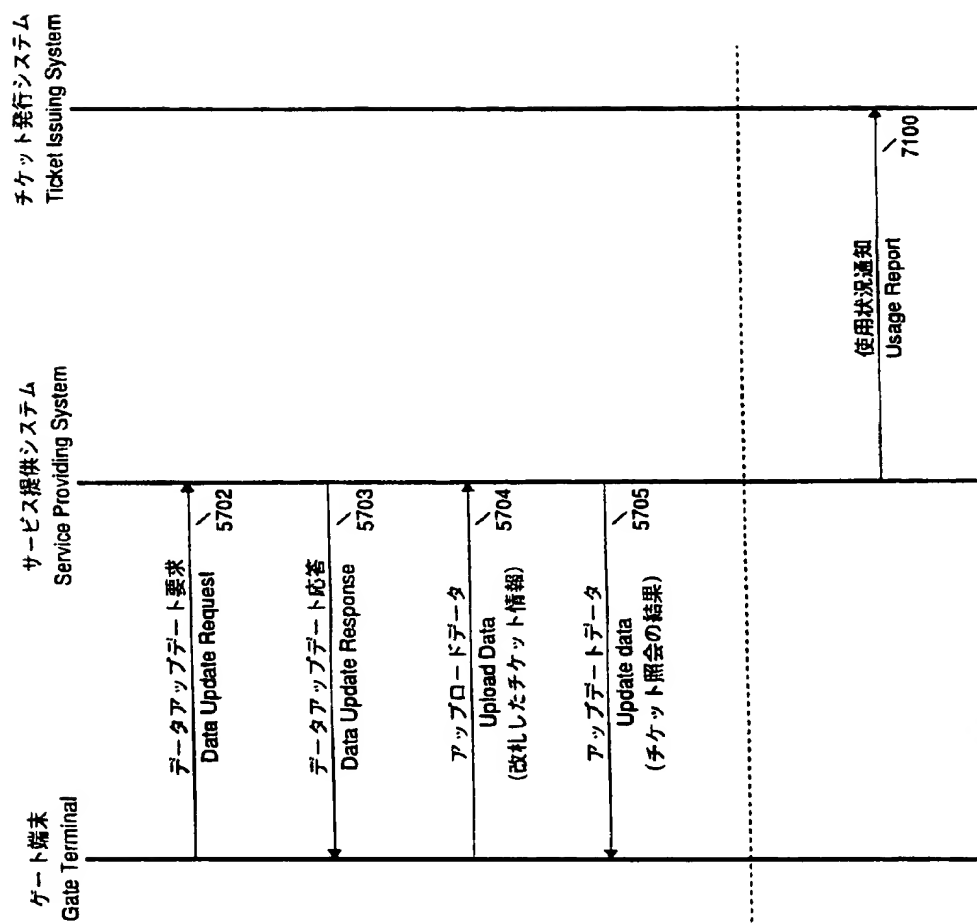 ゲート端末
Gate Terminal
サービス提供システム
Service Providing System
チケット発行システム
Ticket Issuing System
データアップデート要求
Data Update Request
5702
データアップデート応答
Data Update Response
5703
アップロードデータ
Upload Data
(改札したチケット情報)
5704
アップデートデータ
Update data
(チケット照会の結果)
5705
使用状況通知
Usage Report
7100